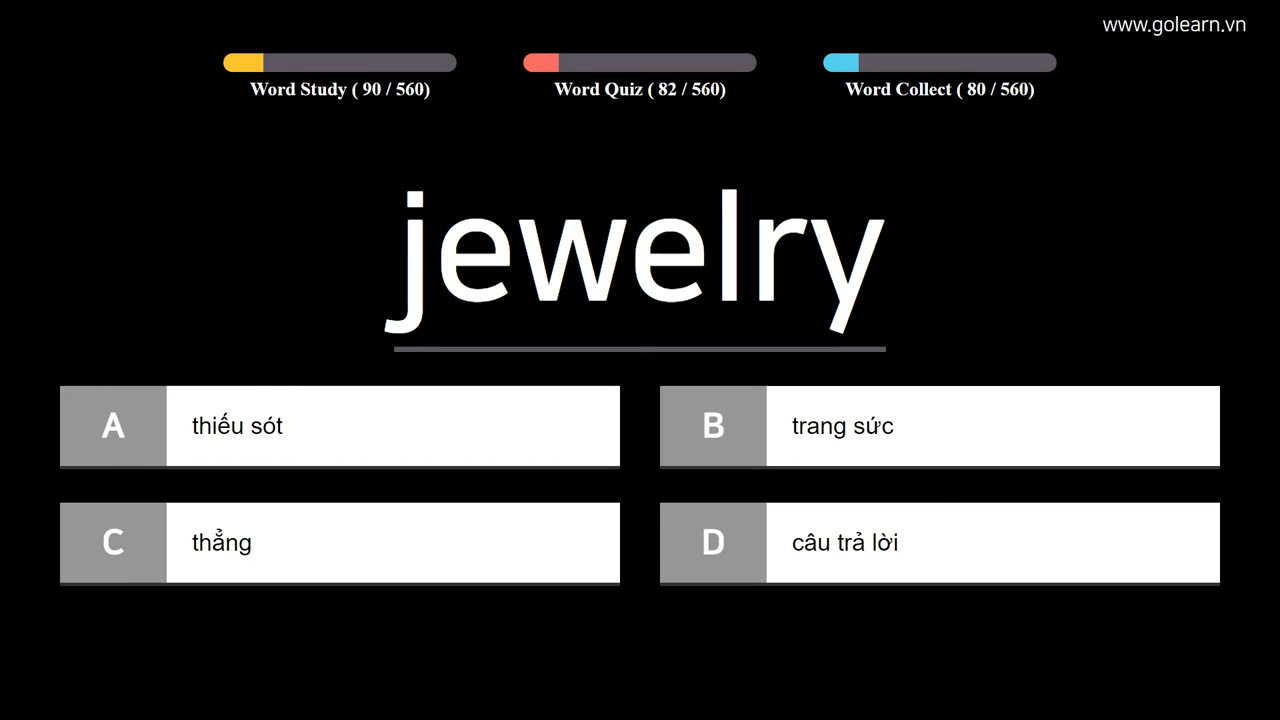 www.golearn.vn
Word Study ( 90 / 560)
Word Quiz ( 82 / 560)
Word Collect ( 80 / 560)
jewelry
A thiếu sót
B trang sức
C thẳng
D câu trả lời